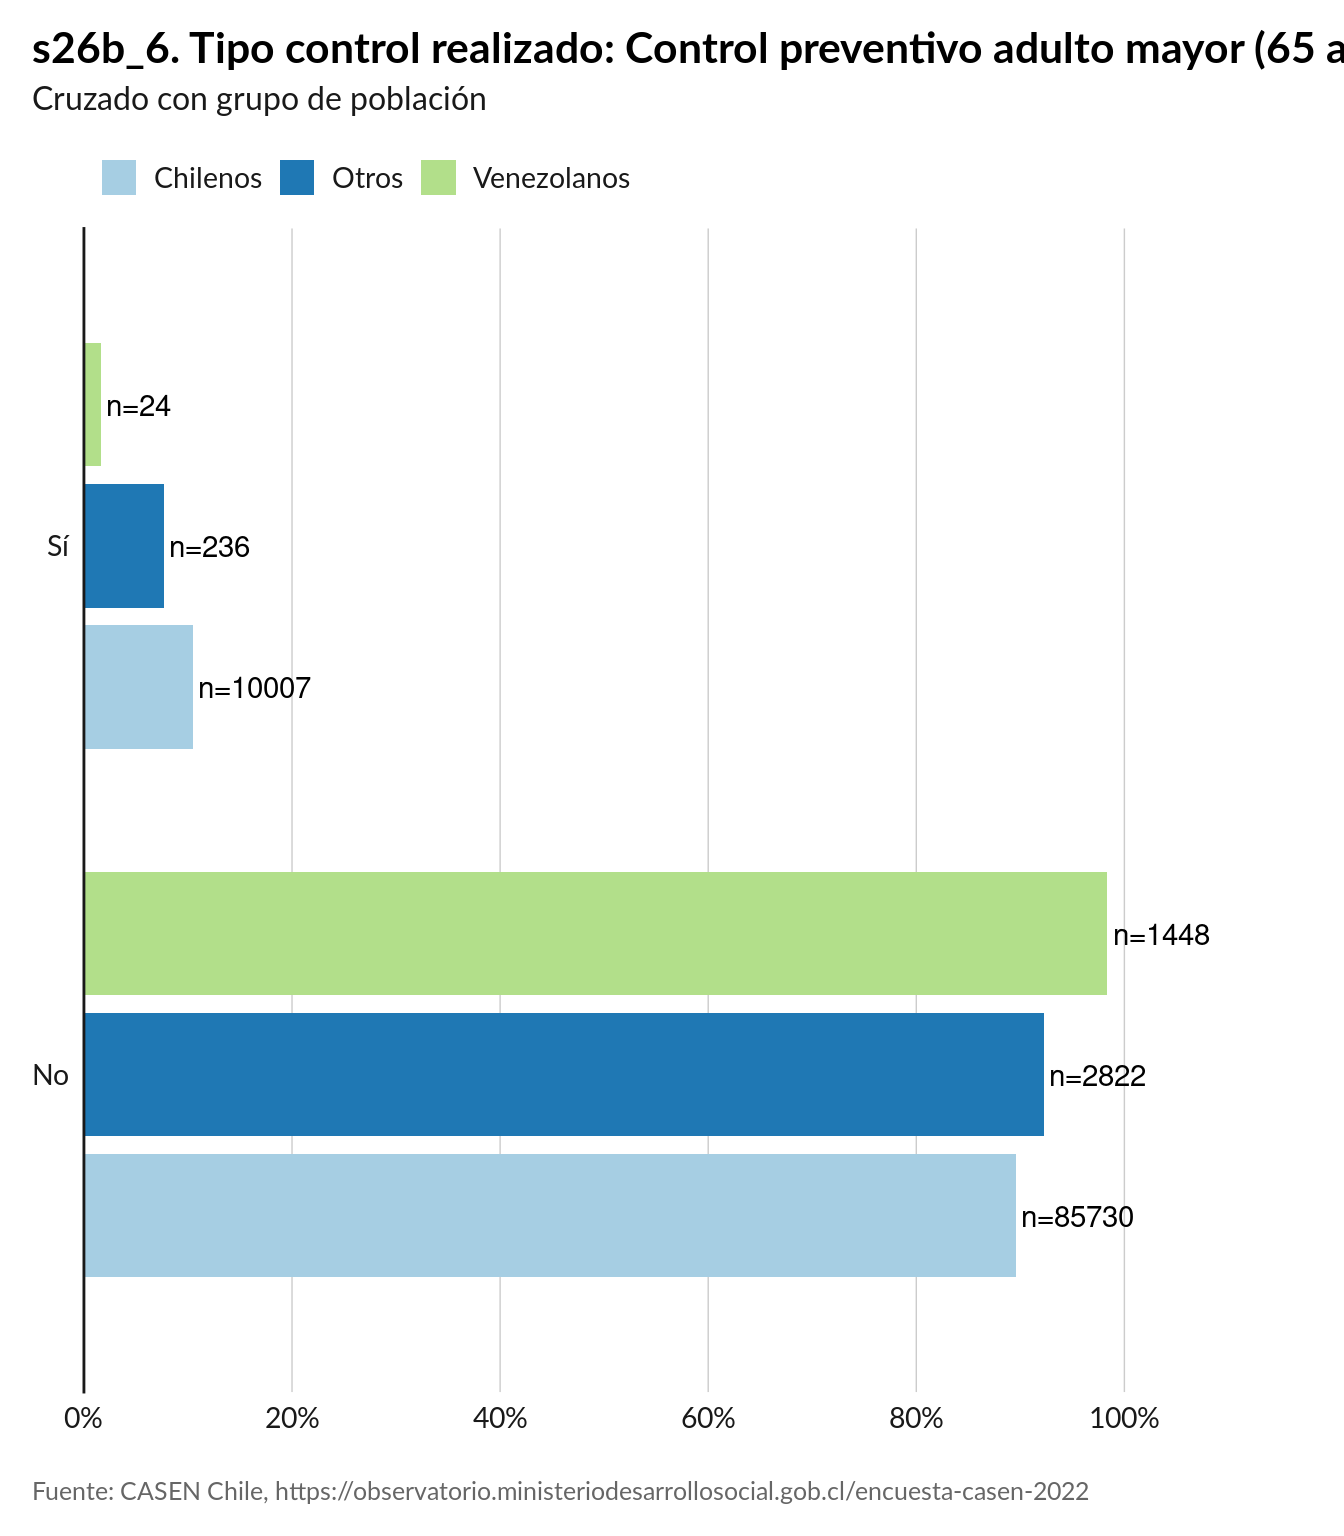 s26b_6. Tipo control realizado: Control preventivo adulto mayor (65 a
Cruzado con grupo de población
Chilenos Otros Venezolanos
n=24
Sí n=236
n=10007
n=1448
No n=2822
n=85730
0% 20% 40% 60% 80% 100%
Fuente: CASEN Chile, https://observatorio.ministeriodesarrollosocial.gob.cl/encuesta-casen-2022